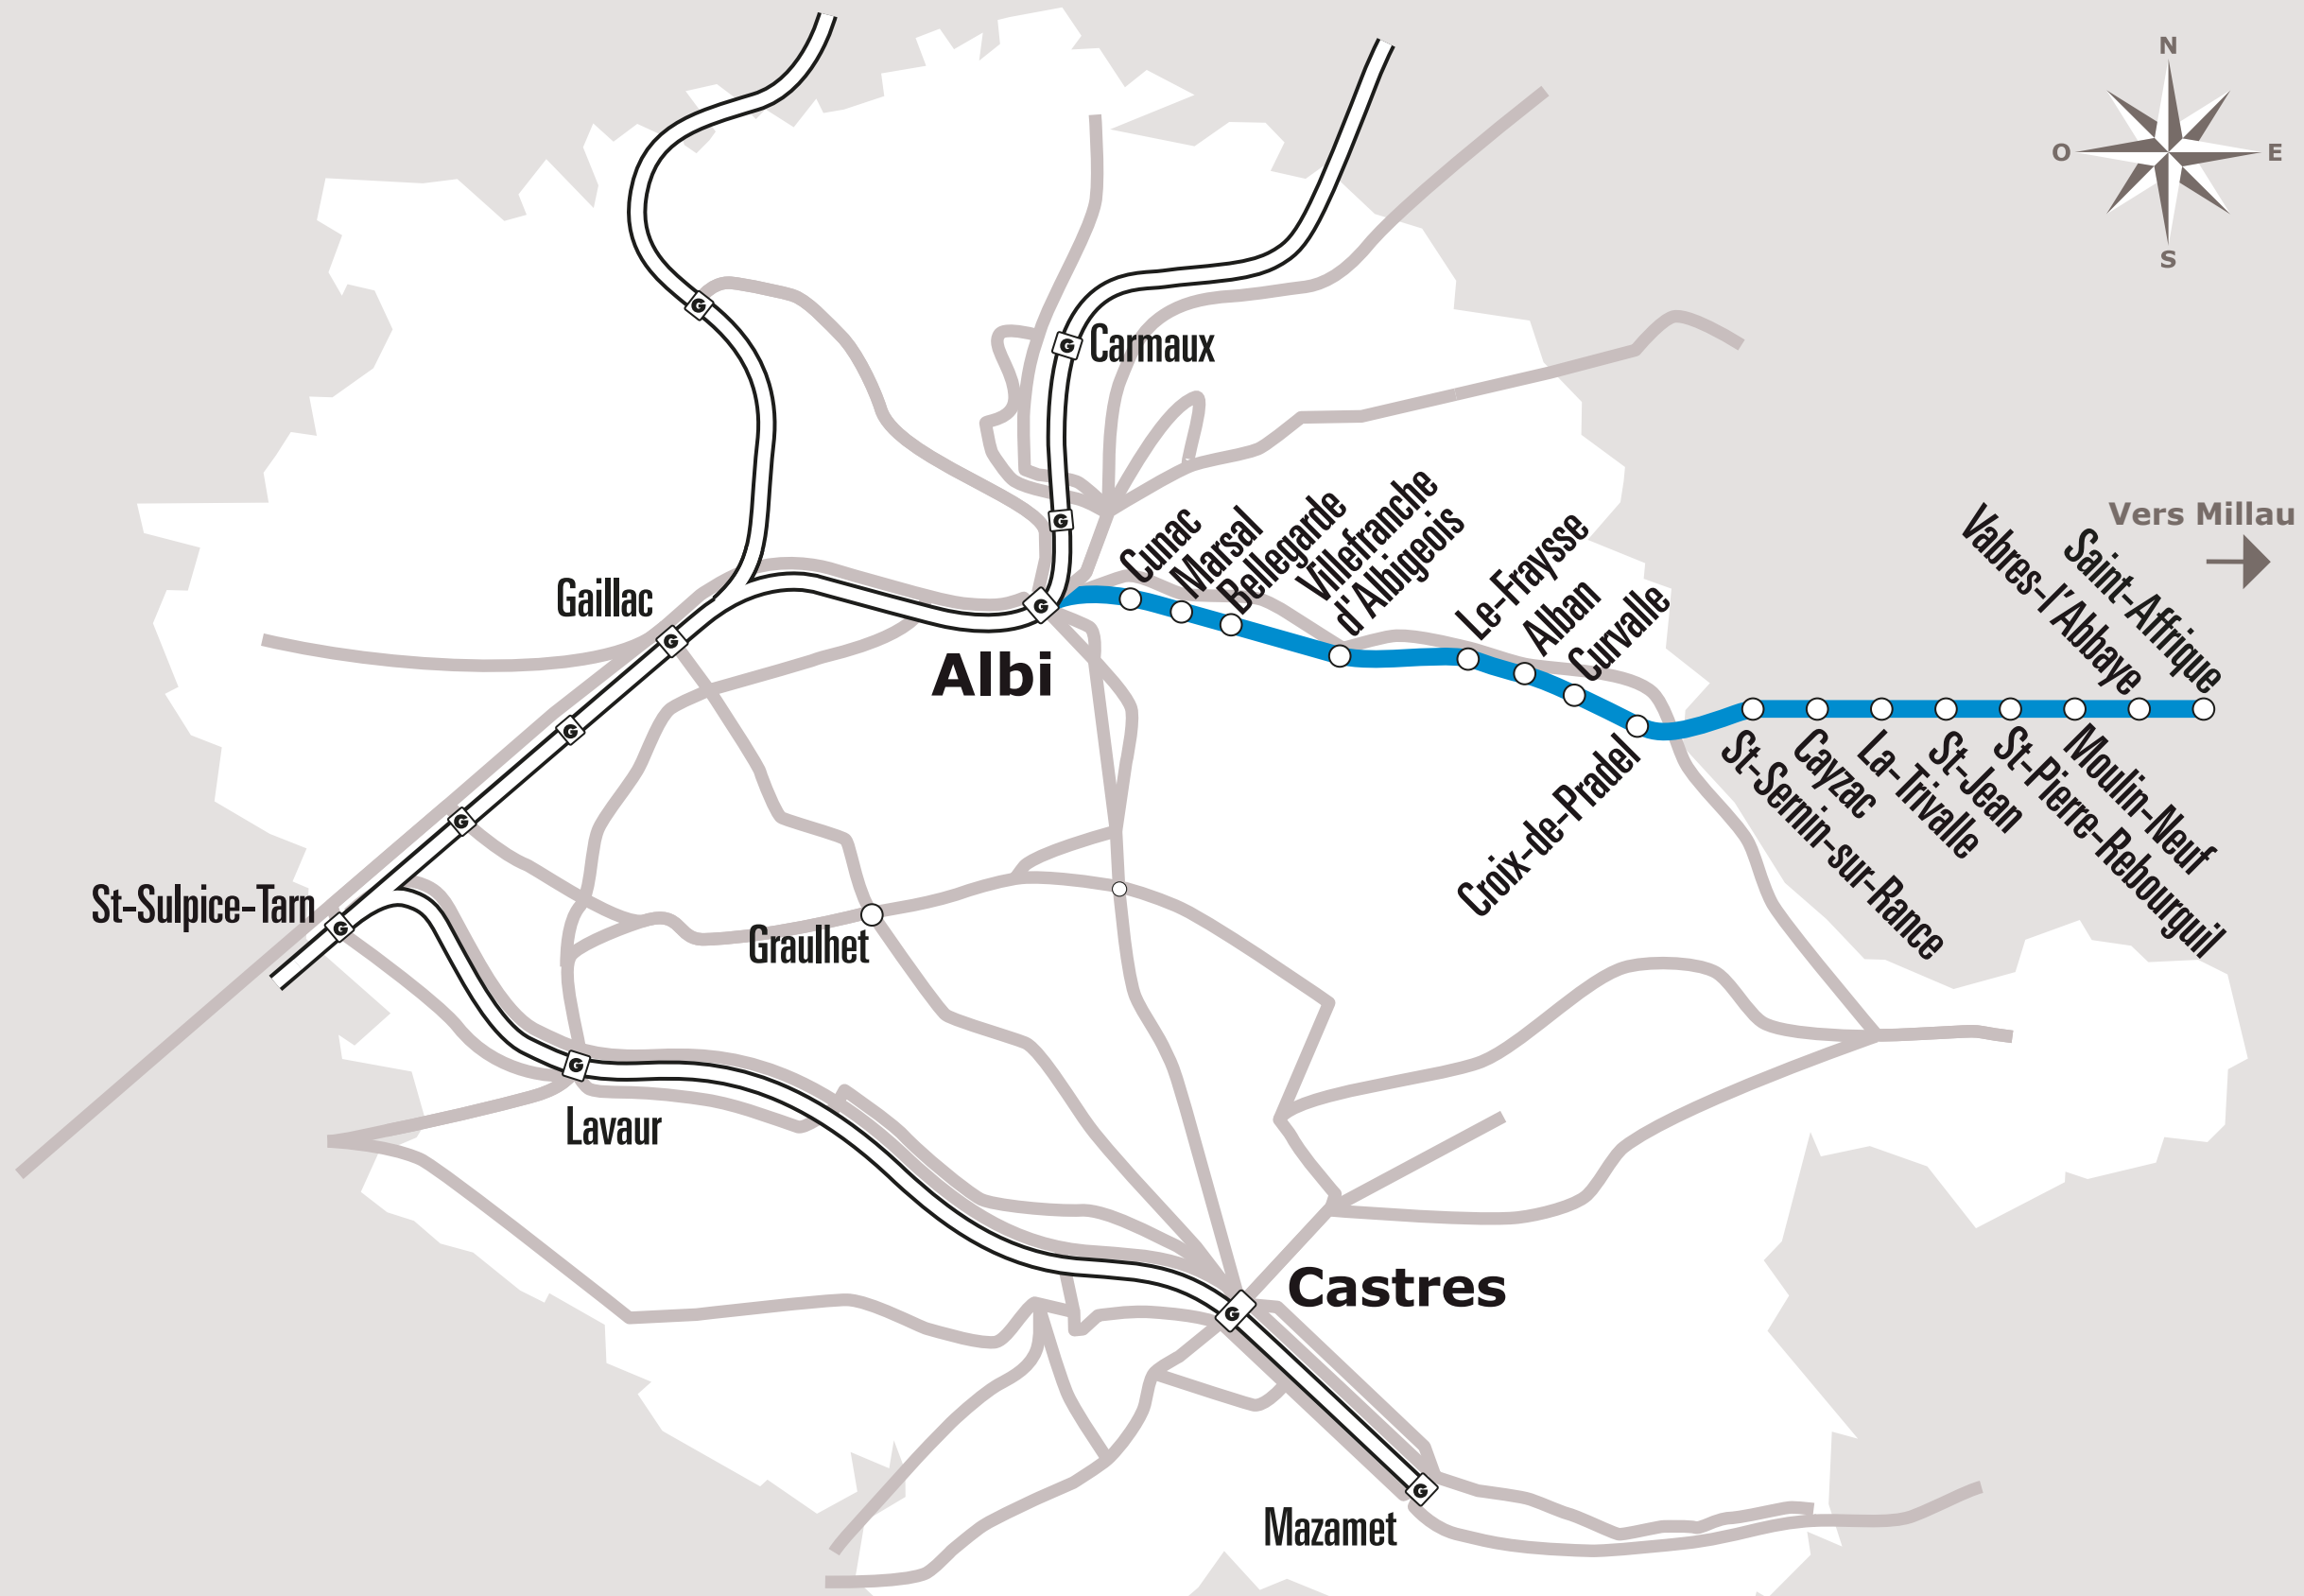 N
O
E
S
Carmaux
Vers Millau
Cunac
Marsal
Bellegarde
Villefranche
d'Albigeois
Le-Fraysse
Alban
Curvalle
Vabres-l'Abbaye
Saint-Affrique
Gaillac
Albi
Croix-de-Pradel
St-Sernin-sur-Rance
Cayzac
La-Trivalle
St-Jean
St-Pierre-Rebourguil
Moulin-Neuf
St-Sulpice-Tarn
Graulhet
Lavaur
Castres
Mazamet
G
G
G
G
G
G
G
G
G
G
G